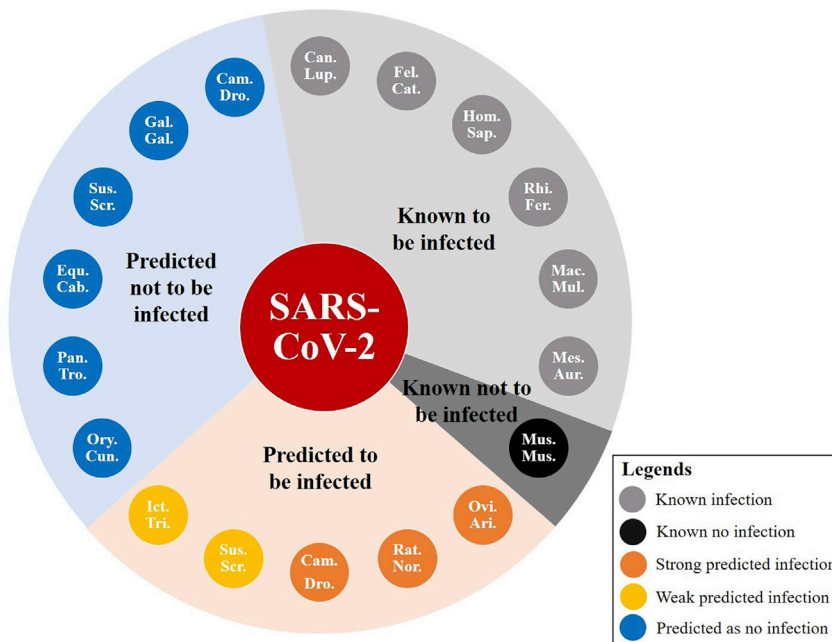 Can.
Lup.
Fel.
Cat.
Hom.
Sap.
Rhi.
Fer.
Mac.
Mul.
Mes.
Aur.
Known to
be infected
Cam.
Dro.
Gal.
Gal.
Sus.
Scr.
Equ.
Cab.
Pan.
Tro.
Ory.
Cun.
Predicted
not to be
infected
SARS-
CoV-2
Known not to
be infected
Mus.
Mus.
Predicted to
be infected
Ict.
Tri.
Sus.
Scr.
Cam.
Dro.
Rat.
Nor.
Ovi.
Ari.
Legends
Known infection
Known no infection
Strong predicted infection
Weak predicted infection
Predicted as no infection